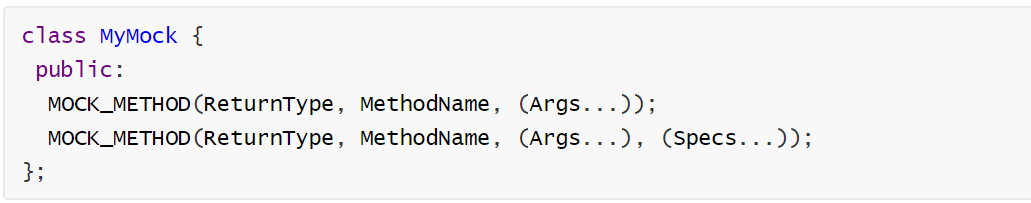 class MyMock {
 public:
  MOCK_METHOD(ReturnType, MethodName, (Args...));
  MOCK_METHOD(ReturnType, MethodName, (Args...), (Specs...));
};